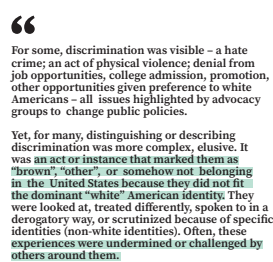 “
For some, discrimination was visible – a hate
crime; an act of physical violence; denial from
job opportunities, college admission, promotion,
other opportunities given preference to white
Americans – all issues highlighted by advocacy
groups to change public policies.
Yet, for many, distinguishing or describing
discrimination was more complex, elusive. It
was an act or instance that marked them as
“brown”, “other”, or somehow not belonging
in the United States because they did not fit
the dominant “white” American identity. They
were looked at, treated differently, spoken to in a
derogatory way, or scrutinized because of specific
identities (non-white identities). Often, these
experiences were undermined or challenged by
others around them.